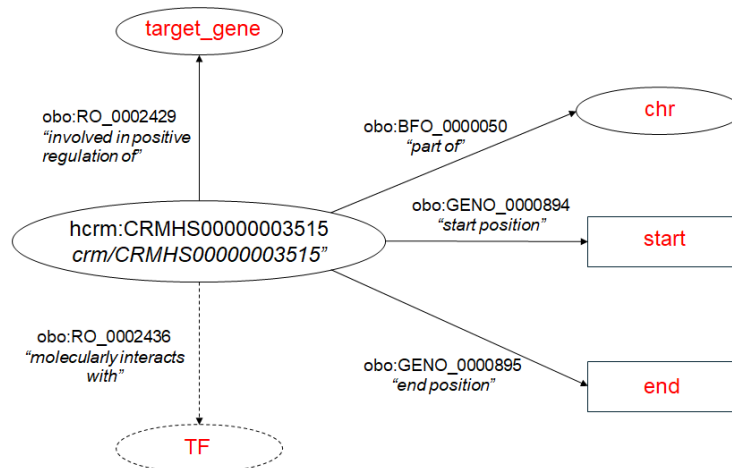 target_gene
obo:RO_0002429
“involved in positive
regulation of”
obo:BFO_0000050
“part of”
chr
hcrm:CRMHS00000003515
crm/CRMHS00000003515”
obo:GENO_0000894
“start position”
start
obo:RO_0002436
“molecularly interacts
with”
obo:GENO_0000895
“end position”
end
TF